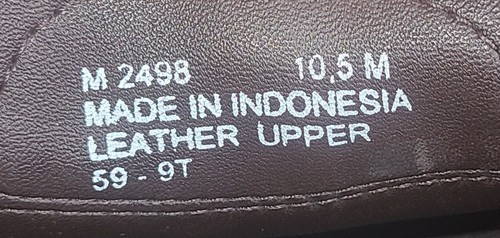 M 2498 10,5 M
MADE IN INDONESIA
LEATHER UPPER
59 - 9T